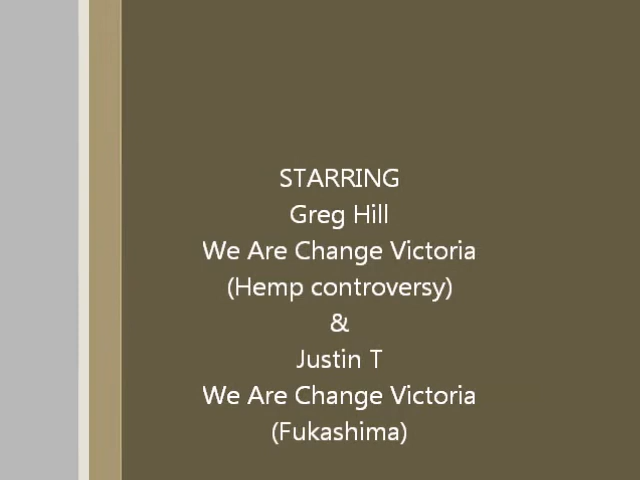 STARRING
Greg Hill
We Are Change Victoria
(Hemp controversy)
&
Justin T
We Are Change Victoria
(Fukashima)